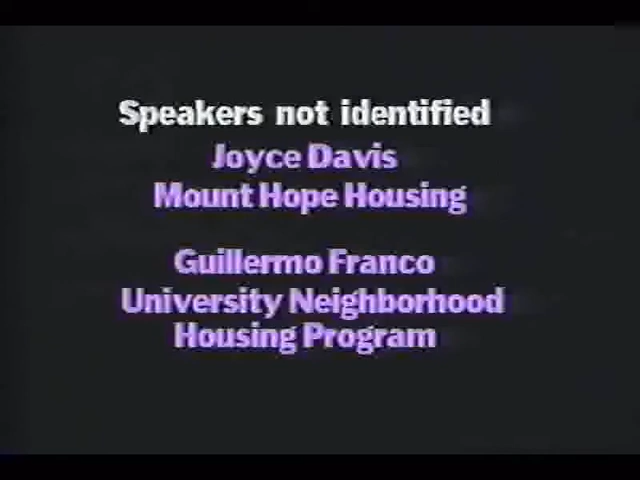 Speakers not identified
Joyce Davis
Mount Hope Housing
Guillermo Franco
University Neighborhood
Housing Program